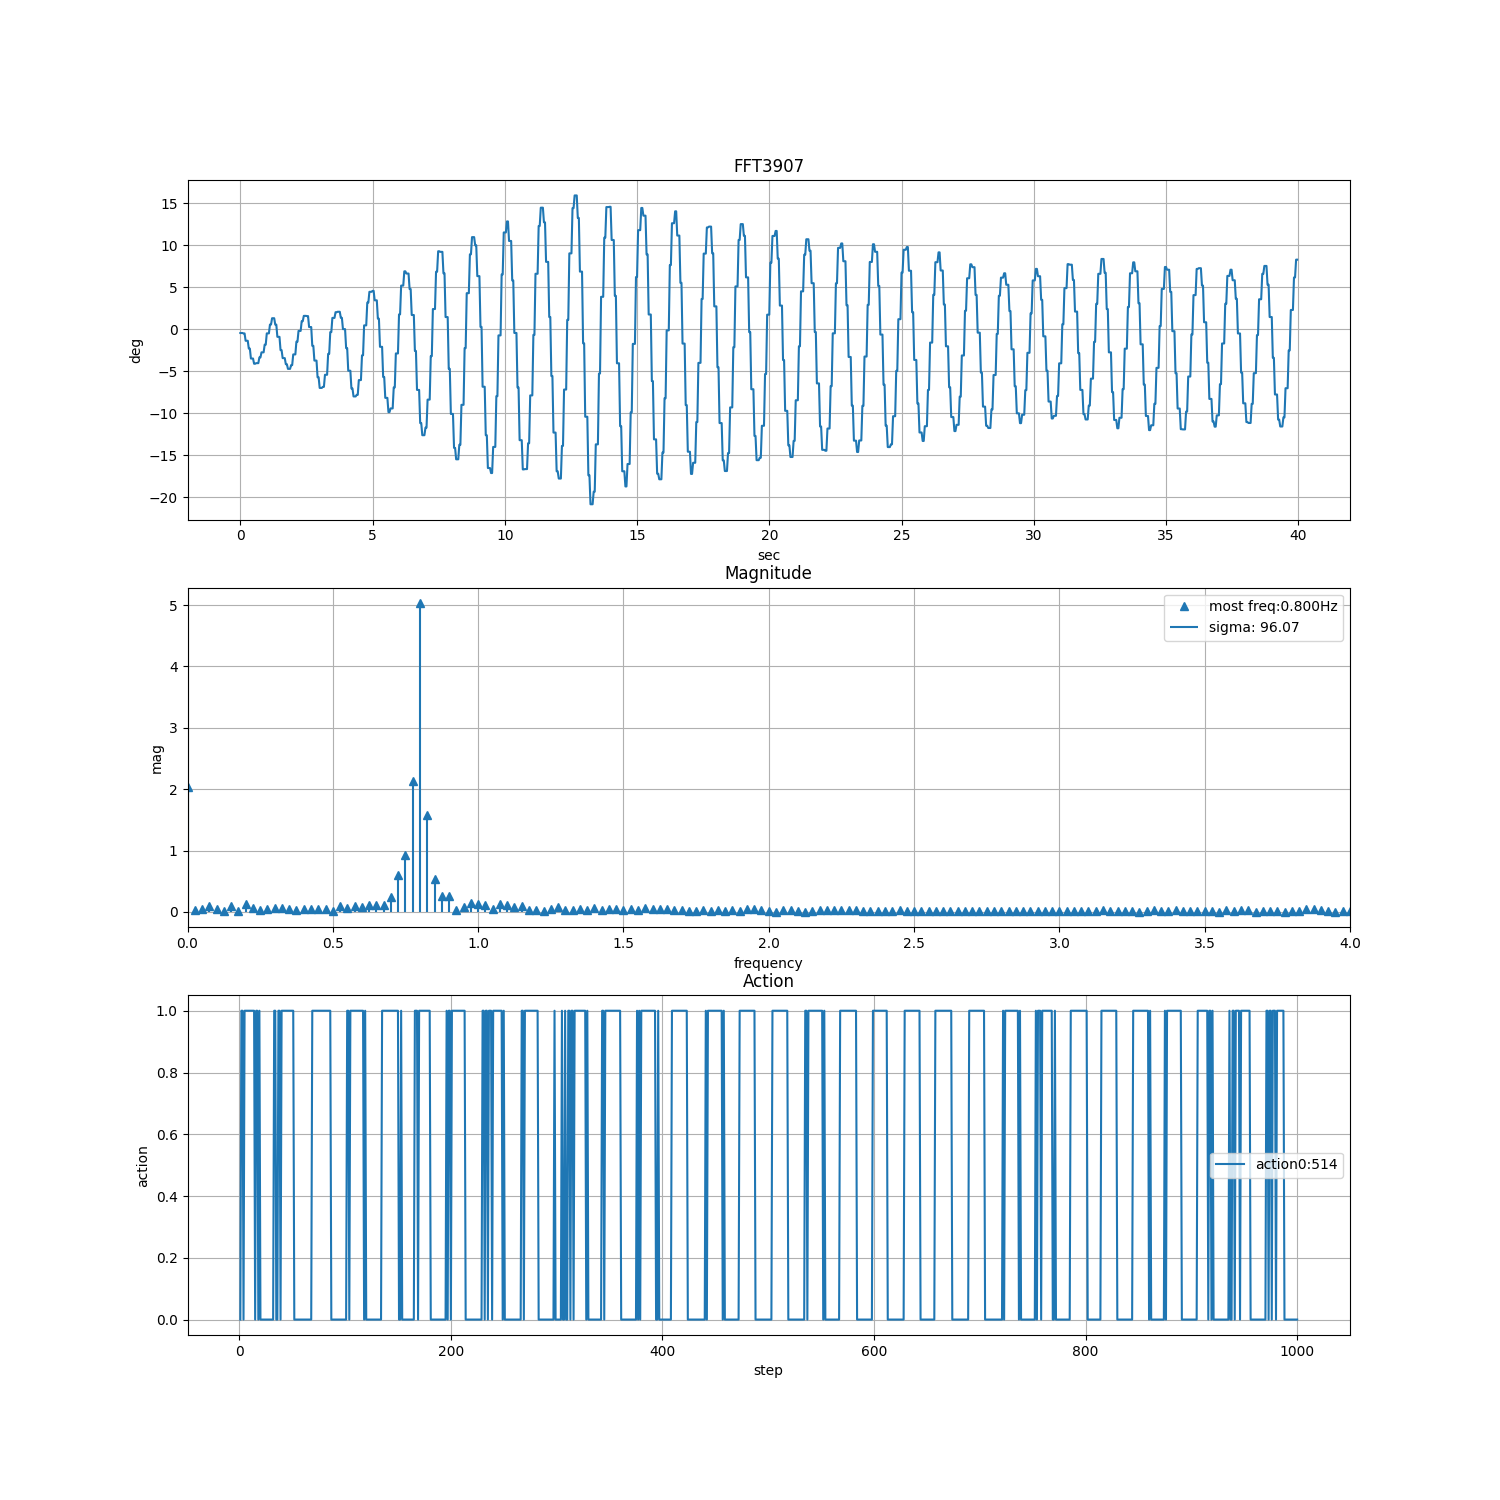 FFT3907
15
10
5
0
−5
−10
−15
−20
deg
0 5 10 15 20 25 30 35 40
sec
Magnitude
most freq:0.800Hz
sigma: 96.07
5
4
3
2
1
0
mag
0.0 0.5 1.0 1.5 2.0 2.5 3.0 3.5 4.0
frequency
Action
1.0
0.8
0.6
0.4
0.2
0.0
action
action0:514
0 200 400 600 800 1000
step